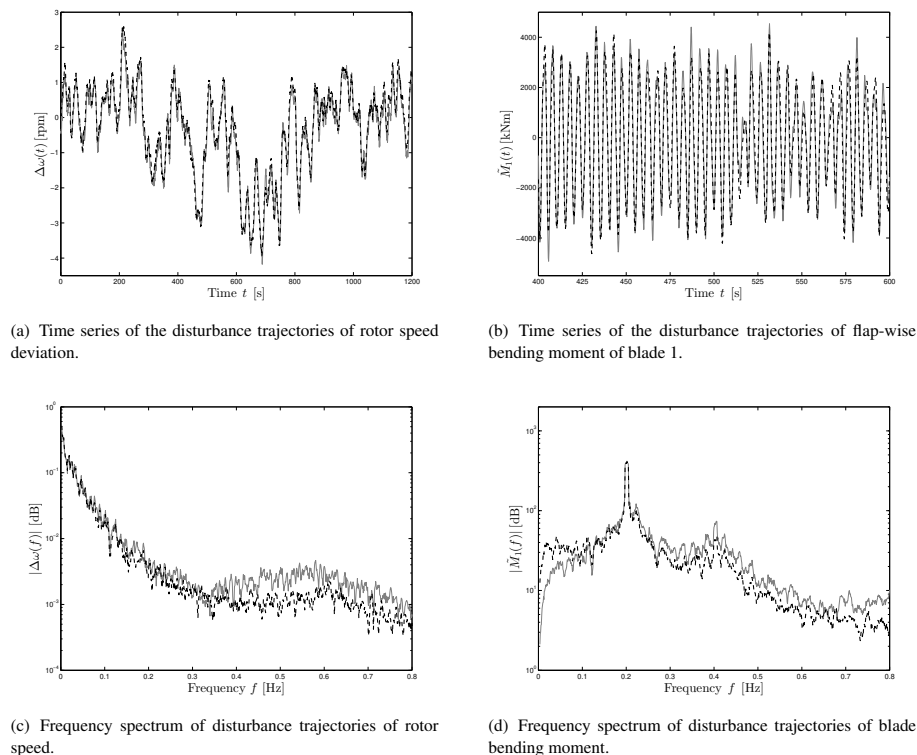 3
2
1
0
−1
−2
−3
−4
Δω(t) [rpm]
0 200 400 600 800 1000 1200
Time t [s]
4000
2000
0
−2000
−4000
M̃₁(t) [kNm]
400 425 450 475 500 525 550 575 600
Time t [s]
(a) Time series of the disturbance trajectories of rotor speed
deviation.
(b) Time series of the disturbance trajectories of flap-wise
bending moment of blade 1.
10⁰
10⁻¹
10⁻²
10⁻³
10⁻⁴
|Δω(f)| [dB]
0 0.1 0.2 0.3 0.4 0.5 0.6 0.7 0.8
Frequency f [Hz]
10³
10²
10¹
10⁰
|M̃₁(f)| [dB]
0 0.1 0.2 0.3 0.4 0.5 0.6 0.7 0.8
Frequency f [Hz]
(c) Frequency spectrum of disturbance trajectories of rotor
speed.
(d) Frequency spectrum of disturbance trajectories of blade
bending moment.